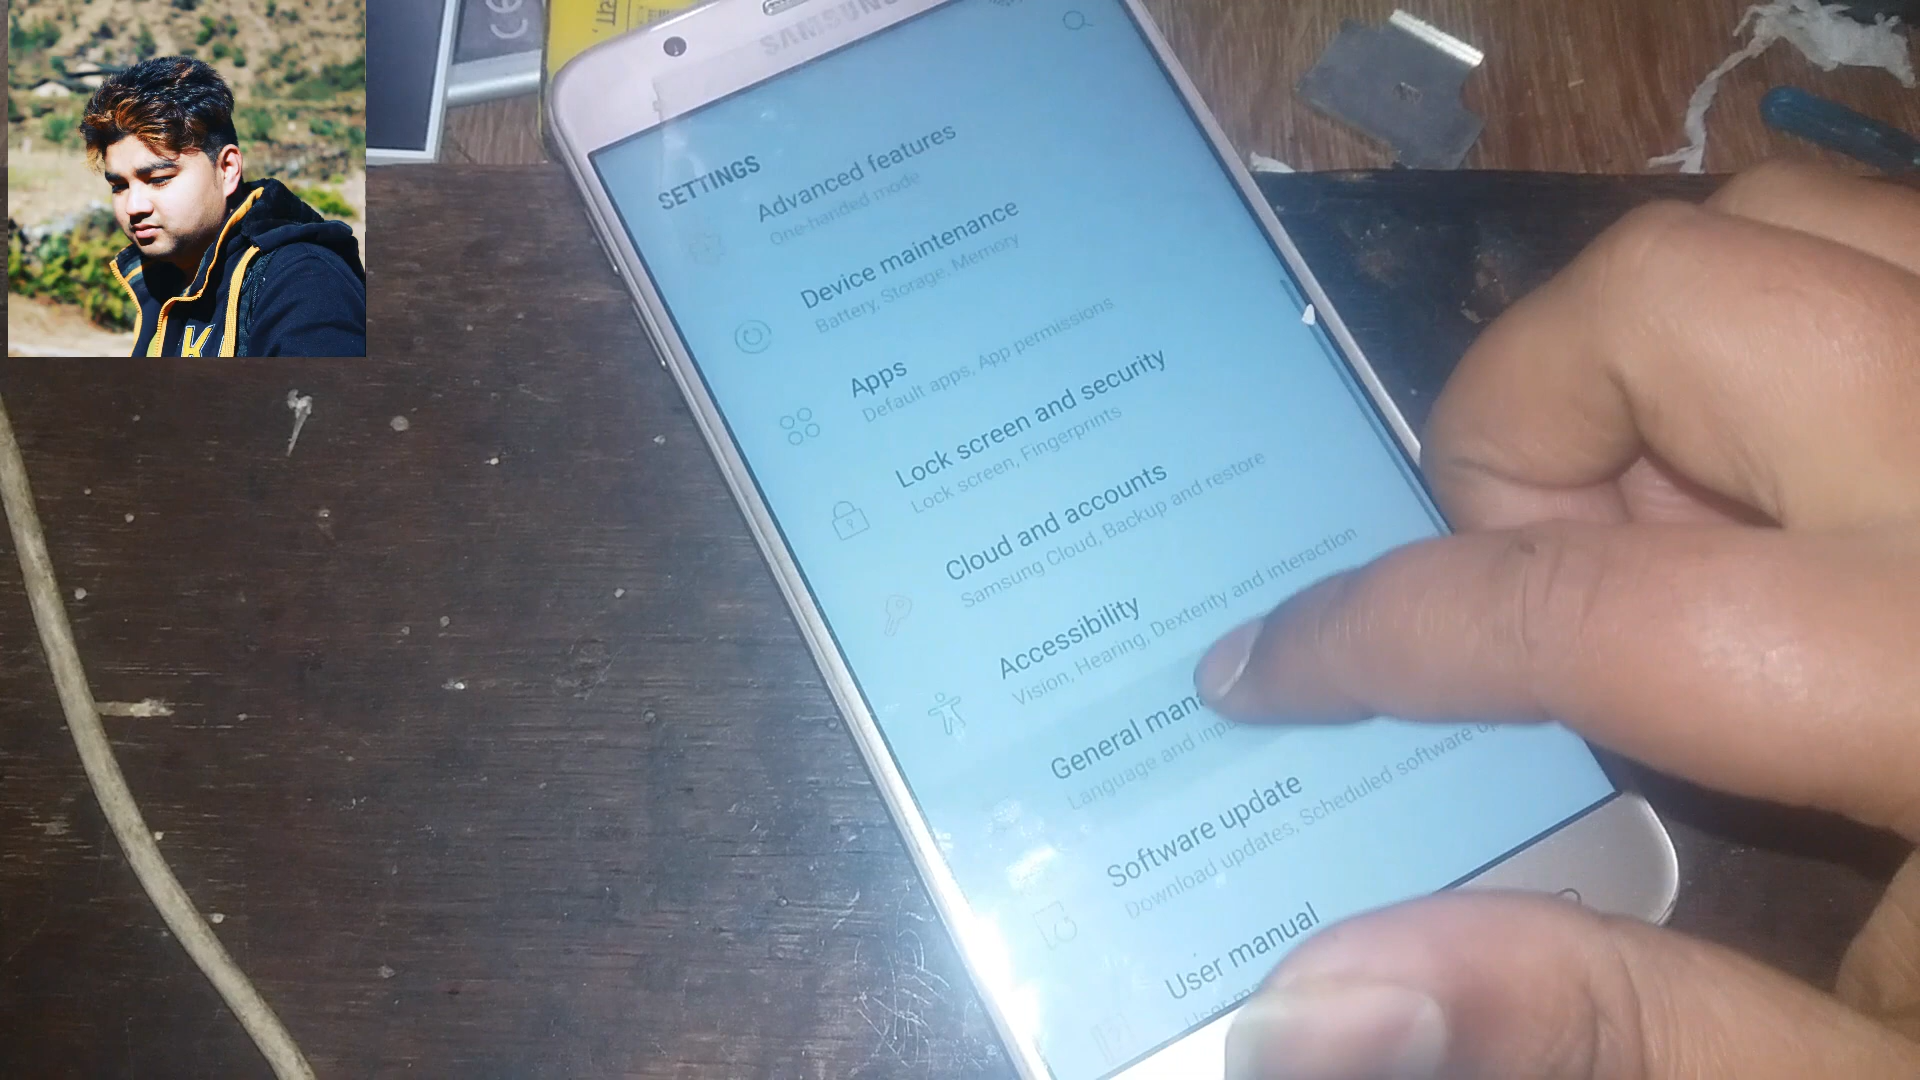 SAMSUNG
SETTINGS
Advanced features
One-handed mode
Device maintenance
Battery, Storage, Memory
Apps
Default apps, App permissions
Lock screen and security
Lock screen, Fingerprints
Cloud and accounts
Samsung Cloud, Backup and restore
Accessibility
Vision, Hearing, Dexterity and interaction
General
Language and
Software update
Download updates, Scheduled software
User manual
User